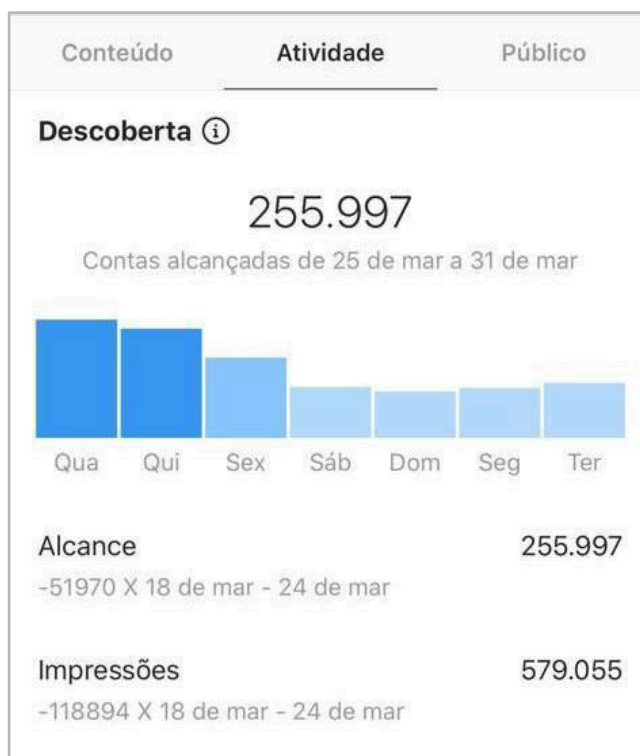 Conteúdo Atividade Público
Descoberta
255.997
Contas alcançadas de 25 de mar a 31 de mar
Qua Qui Sex Sáb Dom Seg Ter
Alcance 255.997
-51970 X 18 de mar - 24 de mar
Impressões 579.055
-118894 X 18 de mar - 24 de mar